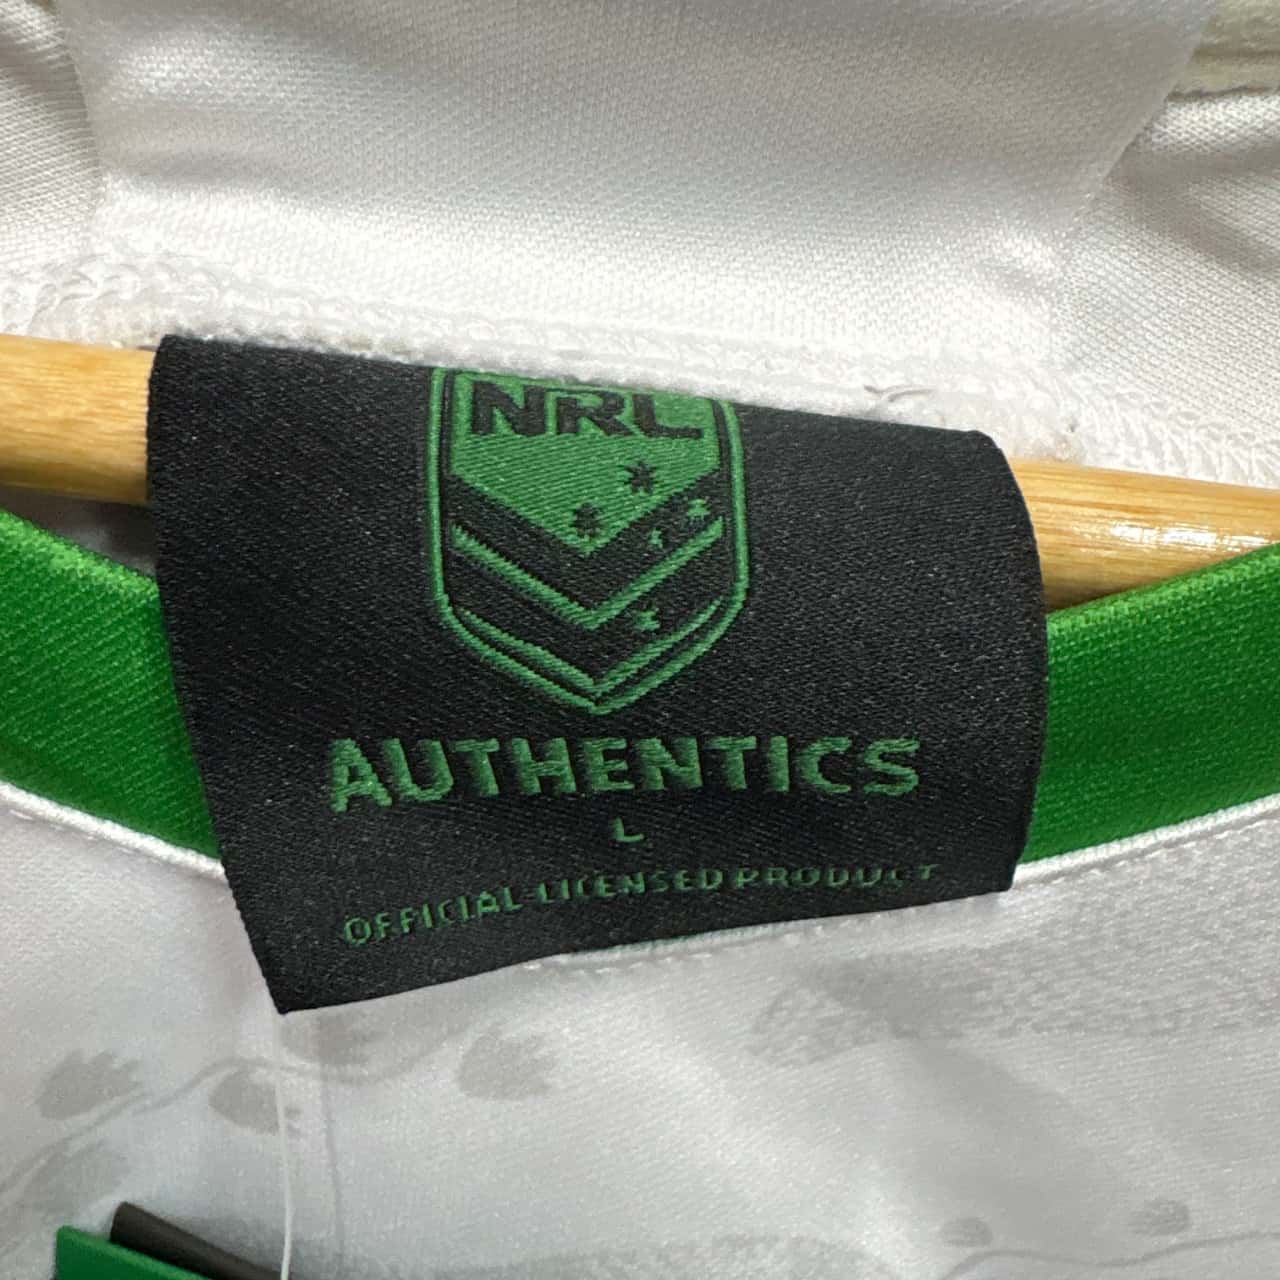 NRL
AUTHENTICS
L
OFFICIAL LICENSED PRODUCT